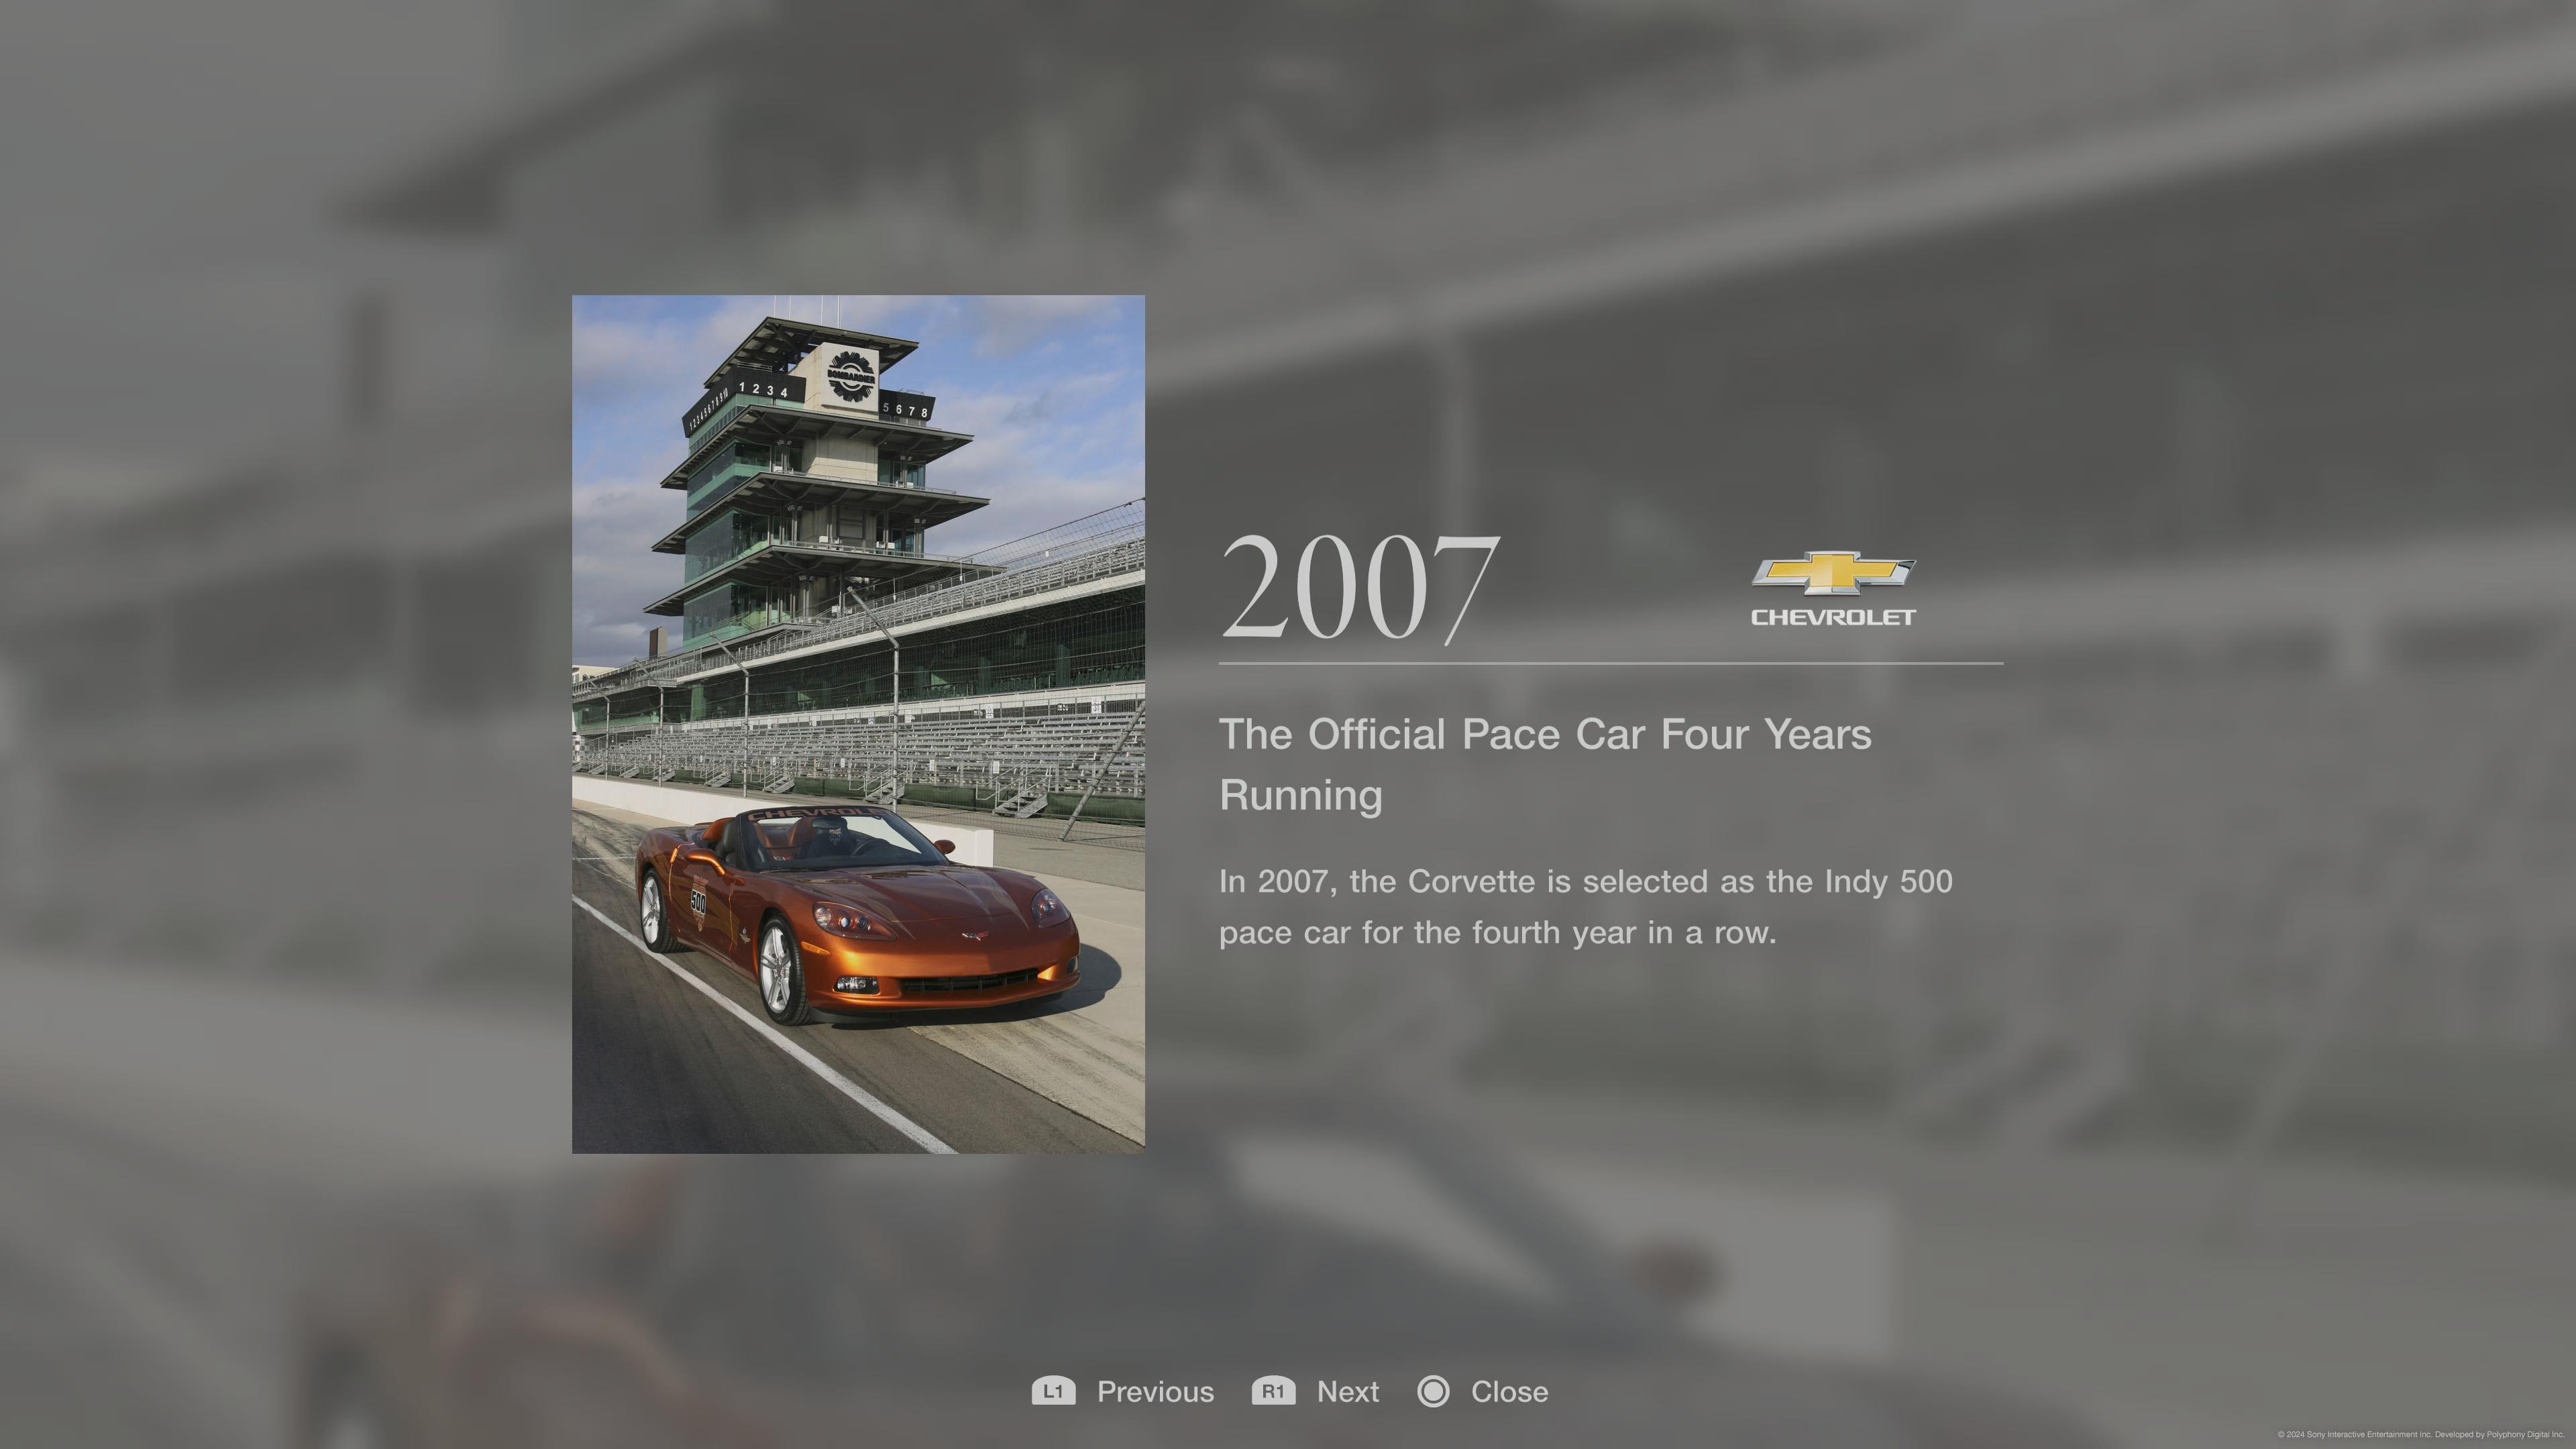 BOMBARDIER
1 2 3 4
5 6 7 8
2007
CHEVROLET
The Official Pace Car Four Years
Running
In 2007, the Corvette is selected as the Indy 500
pace car for the fourth year in a row.
CHEVROLET
500
L1 Previous R1 Next Close
© 2024 Sony Interactive Entertainment Inc. Developed by Polyphony Digital Inc.